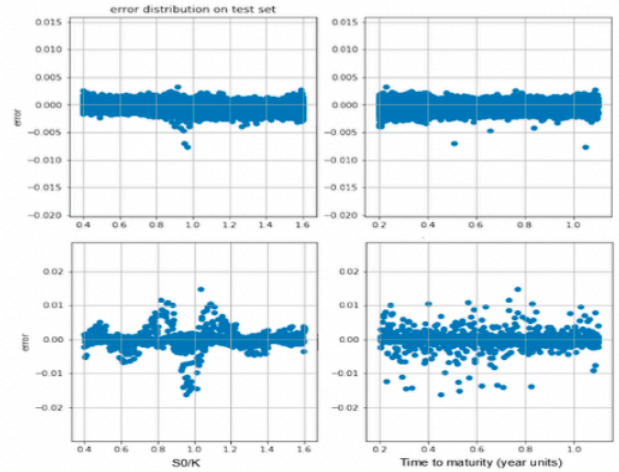 error distribution on test set
0.015 0.015
0.010 0.010
0.005 0.005
0.000 0.000
error
−0.005 −0.005
−0.010 −0.010
−0.015 −0.015
−0.020 −0.020
0.4 0.6 0.8 1.0 1.2 1.4 1.6 0.2 0.4 0.6 0.8 1.0
0.02 0.02
0.01 0.01
0.00 0.00
error
−0.01 −0.01
−0.02 −0.02
0.4 0.6 0.8 1.0 1.2 1.4 1.6 0.2 0.4 0.6 0.8 1.0
S0/K Time to maturity (year units)